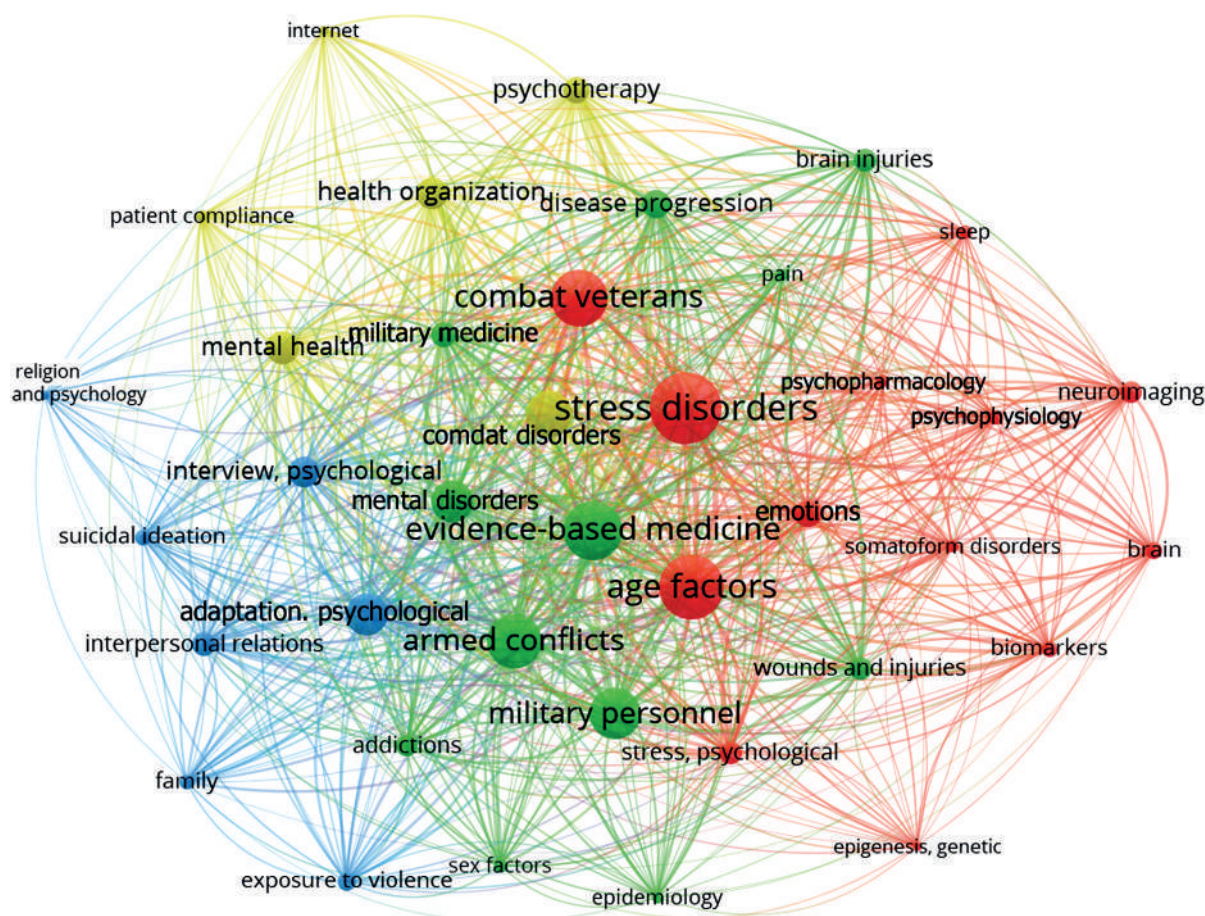 internet
psychotherapy
brain injuries
health organization
disease progression
patient compliance
sleep
pain
combat veterans
military medicine
mental health
religion
and psychology
psychopharmacology
neuroimaging
stress disorders
psychophysiology
comdat disorders
interview, psychological
mental disorders
emotions
evidence-based medicine
suicidal ideation
somatoform disorders
brain
age factors
adaptation. psychological
interpersonal relations
armed conflicts
biomarkers
wounds and injuries
military personnel
addictions
stress, psychological
family
epigenesis, genetic
sex factors
exposure to violence
epidemiology